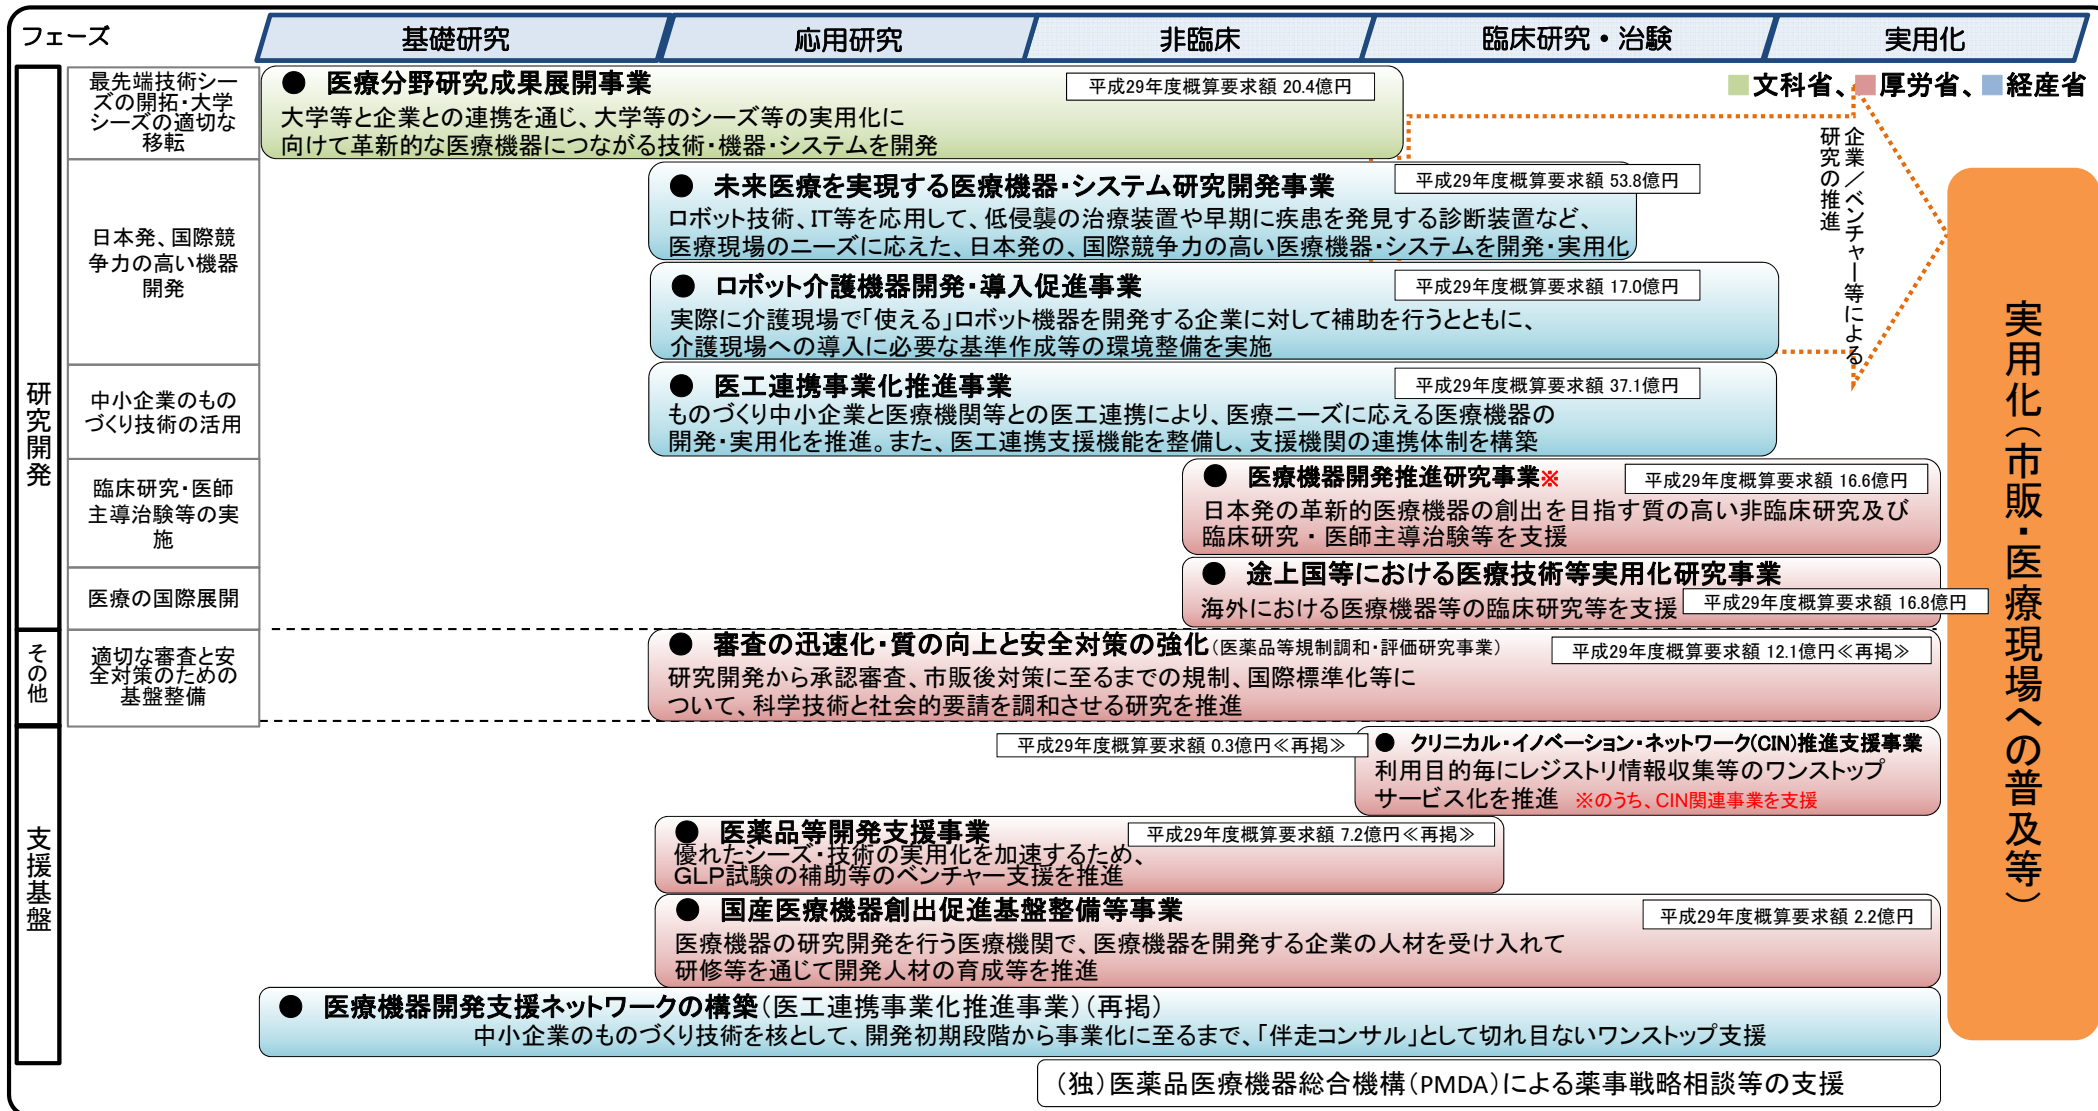 フェーズ
基礎研究
応用研究
非臨床
臨床研究・治験
実用化
文科省、厚労省、経産省
研究開発
最先端技術シー
ズの開拓・大学
シーズの適切な
移転
● 医療分野研究成果展開事業
平成29年度概算要求額 20.4億円
大学等と企業との連携を通じ、大学等のシーズ等の実用化に
向けて革新的な医療機器につながる技術・機器・システムを開発
企業／ベンチャー等による
研究の推進
日本発、国際競
争力の高い機器
開発
● 未来医療を実現する医療機器・システム研究開発事業
平成29年度概算要求額 53.8億円
ロボット技術、IT等を応用して、低侵襲の治療装置や早期に疾患を発見する診断装置など、
医療現場のニーズに応えた、日本発の、国際競争力の高い医療機器・システムを開発・実用化
● ロボット介護機器開発・導入促進事業
平成29年度概算要求額 17.0億円
実際に介護現場で「使える」ロボット機器を開発する企業に対して補助を行うとともに、
介護現場への導入に必要な基準作成等の環境整備を実施
中小企業のもの
づくり技術の活用
● 医工連携事業化推進事業
平成29年度概算要求額 37.1億円
ものづくり中小企業と医療機関等との医工連携により、医療ニーズに応える医療機器の
開発・実用化を推進。また、医工連携支援機能を整備し、支援機関の連携体制を構築
臨床研究・医師
主導治験等の実
施
● 医療機器開発推進研究事業※
平成29年度概算要求額 16.6億円
日本発の革新的医療機器の創出を目指す質の高い非臨床研究及び
臨床研究・医師主導治験等を支援
医療の国際展開
● 途上国等における医療技術等実用化研究事業
海外における医療機器等の臨床研究等を支援
平成29年度概算要求額 16.8億円
その他
適切な審査と安
全対策のための
基盤整備
● 審査の迅速化・質の向上と安全対策の強化（医薬品等規制調和・評価研究事業）
平成29年度概算要求額 12.1億円≪再掲≫
研究開発から承認審査、市販後対策に至るまでの規制、国際標準化等に
ついて、科学技術と社会的要請を調和させる研究を推進
支援基盤
平成29年度概算要求額 0.3億円≪再掲≫
● クリニカル・イノベーション・ネットワーク(CIN)推進支援事業
利用目的毎にレジストリ情報収集等のワンストップ
サービス化を推進 ※のうち、CIN関連事業を支援
● 医薬品等開発支援事業
平成29年度概算要求額 7.2億円≪再掲≫
優れたシーズ・技術の実用化を加速するため、
GLP試験の補助等のベンチャー支援を推進
● 国産医療機器創出促進基盤整備等事業
平成29年度概算要求額 2.2億円
医療機器の研究開発を行う医療機関で、医療機器を開発する企業の人材を受け入れて
研修等を通じて開発人材の育成等を推進
● 医療機器開発支援ネットワークの構築（医工連携事業化推進事業）（再掲）
中小企業のものづくり技術を核として、開発初期段階から事業化に至るまで、「伴走コンサル」として切れ目ないワンストップ支援
（独）医薬品医療機器総合機構（PMDA）による薬事戦略相談等の支援
実用化（市販・医療現場への普及等）